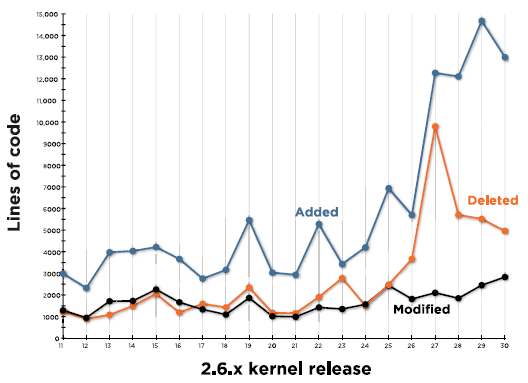 15,000
14,000
13,000
12,000
11,000
10,000
9000
8000
7000
6000
5000
4000
3000
2000
1000
0
Lines of code
Added
Deleted
Modified
11 12 13 14 15 16 17 18 19 20 21 22 23 24 25 26 27 28 29 30
2.6.x kernel release